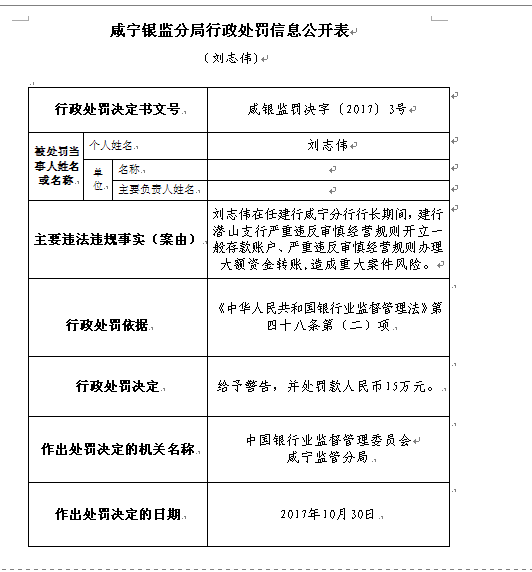 咸宁银监分局行政处罚信息公开表
（刘志伟）
行政处罚决定书文号
咸银监罚决字〔2017〕3号
被处罚当
事人姓名
或名称
个人姓名
刘志伟
单
位
名称
主要负责人姓名
主要违法违规事实（案由）
刘志伟在任建行咸宁分行行长期间，建行
潜山支行严重违反审慎经营规则开立一
般存款账户、严重违反审慎经营规则办理
大额资金转账,造成重大案件风险。
行政处罚依据
《中华人民共和国银行业监督管理法》第
四十八条第（二）项
行政处罚决定
给予警告，并处罚款人民币15万元。
作出处罚决定的机关名称
中国银行业监督管理委员会
咸宁监管分局
作出处罚决定的日期
2017年10月30日